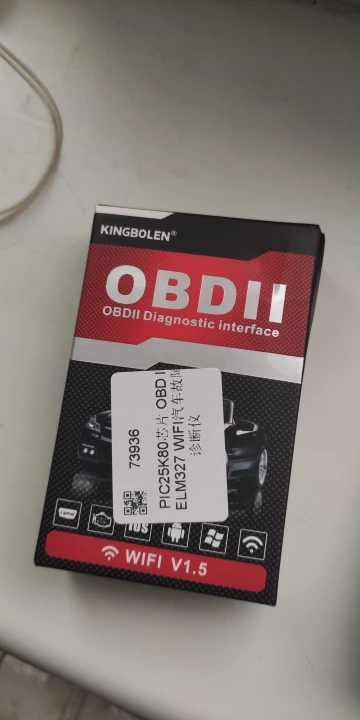 KINGBOLEN®
OBDII
OBDII Diagnostic interface
73936
PIC25K80芯片 OBD I
ELM327 WIFI汽车故障
诊断仪
WIFI V1.5